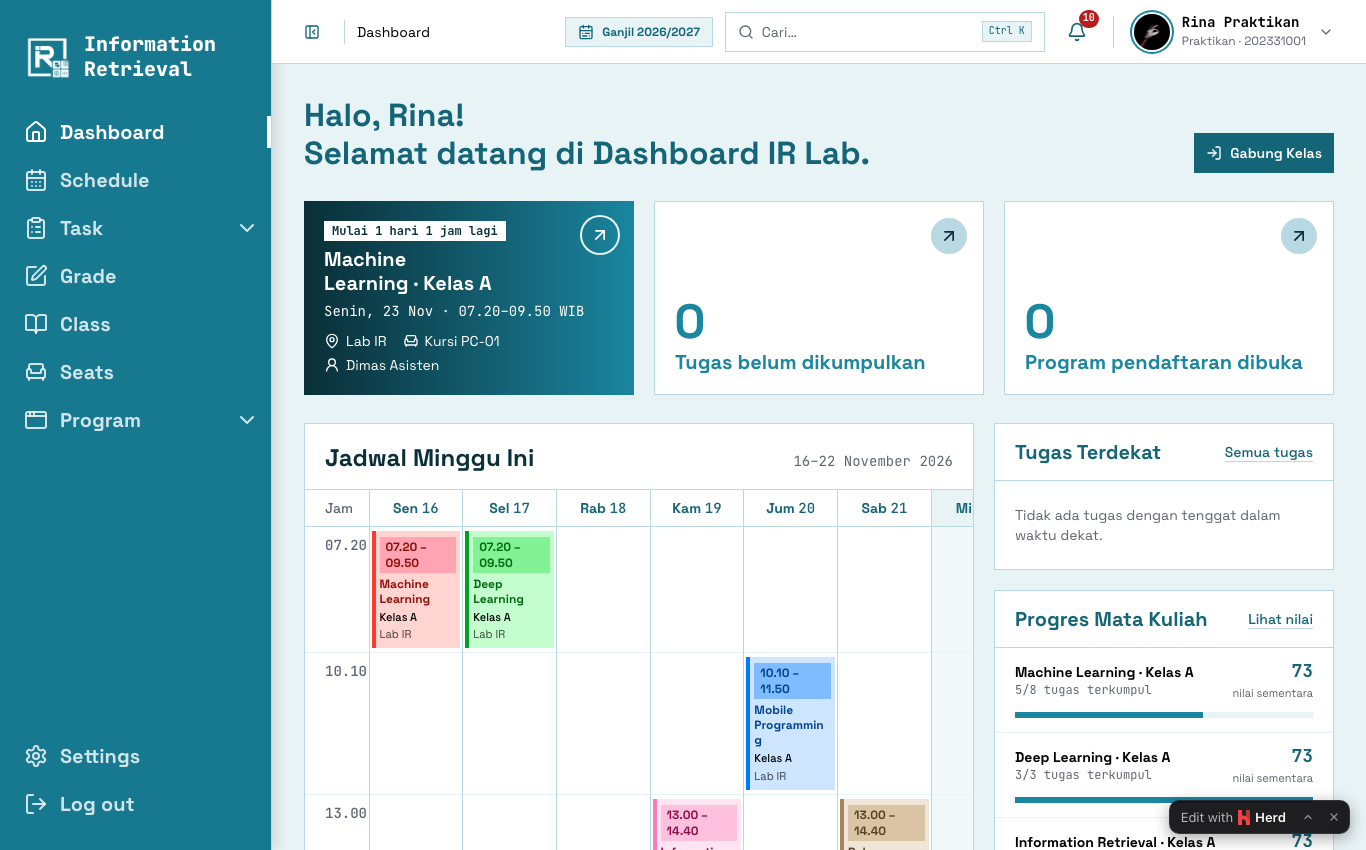 Information
Retrieval
Dashboard
Schedule
Task
Grade
Class
Seats
Program
Settings
Log out
Dashboard
Ganjil 2026/2027
Cari...
Ctrl K
10
Rina Praktikan
Praktikan · 202331001
Halo, Rina!
Selamat datang di Dashboard IR Lab.
Gabung Kelas
Mulai 1 hari 1 jam lagi
Machine
Learning · Kelas A
Senin, 23 Nov · 07.20–09.50 WIB
Lab IR
Kursi PC-01
Dimas Asisten
0
Tugas belum dikumpulkan
0
Program pendaftaran dibuka
Jadwal Minggu Ini
16–22 November 2026
Jam
Sen 16
Sel 17
Rab 18
Kam 19
Jum 20
Sab 21
Mi
07.20
07.20 –
09.50
Machine
Learning
Kelas A
Lab IR
07.20 –
09.50
Deep
Learning
Kelas A
Lab IR
10.10
10.10 –
11.50
Mobile
Programmin
g
Kelas A
Lab IR
13.00
13.00 –
14.40
13.00 –
14.40
Tugas Terdekat
Semua tugas
Tidak ada tugas dengan tenggat dalam
waktu dekat.
Progres Mata Kuliah
Lihat nilai
Machine Learning · Kelas A
73
5/8 tugas terkumpul
nilai sementara
Deep Learning · Kelas A
73
3/3 tugas terkumpul
nilai sementara
Information Retrieval · Kelas A
73
Edit with Herd